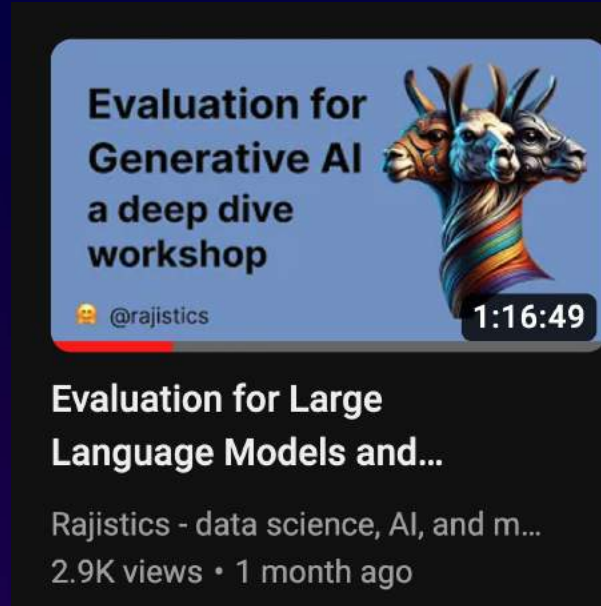 Evaluation for
Generative AI
a deep dive
workshop
🤗 @rajistics
1:16:49
Evaluation for Large
Language Models and...
Rajistics - data science, AI, and m...
2.9K views • 1 month ago